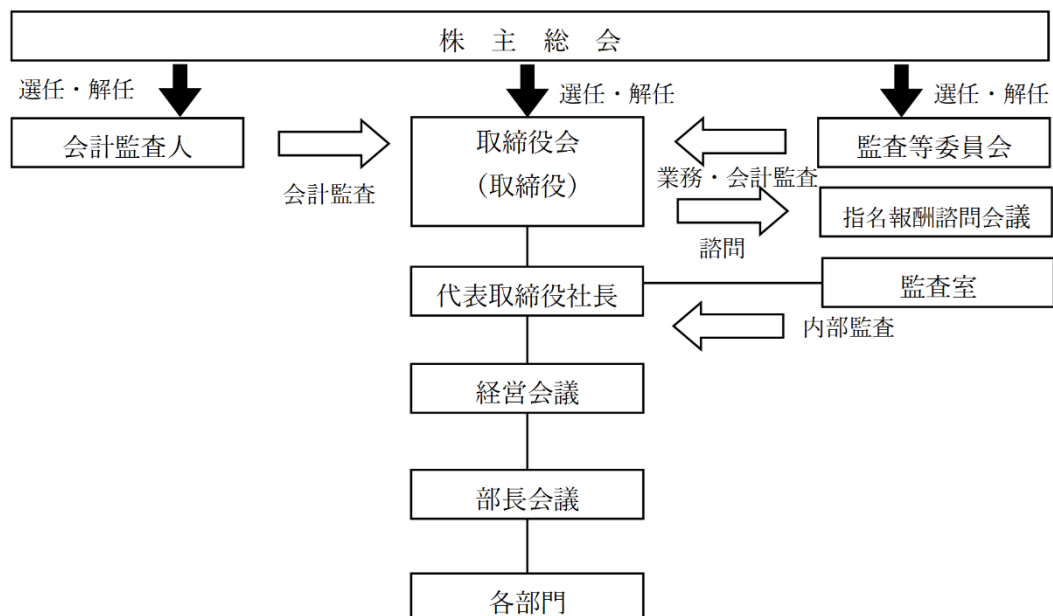 株主総会
選任・解任
選任・解任
選任・解任
会計監査人
取締役会
(取締役)
監査等委員会
会計監査
業務・会計監査
指名報酬諮問会議
諮問
代表取締役社長
監査室
内部監査
経営会議
部長会議
各部門